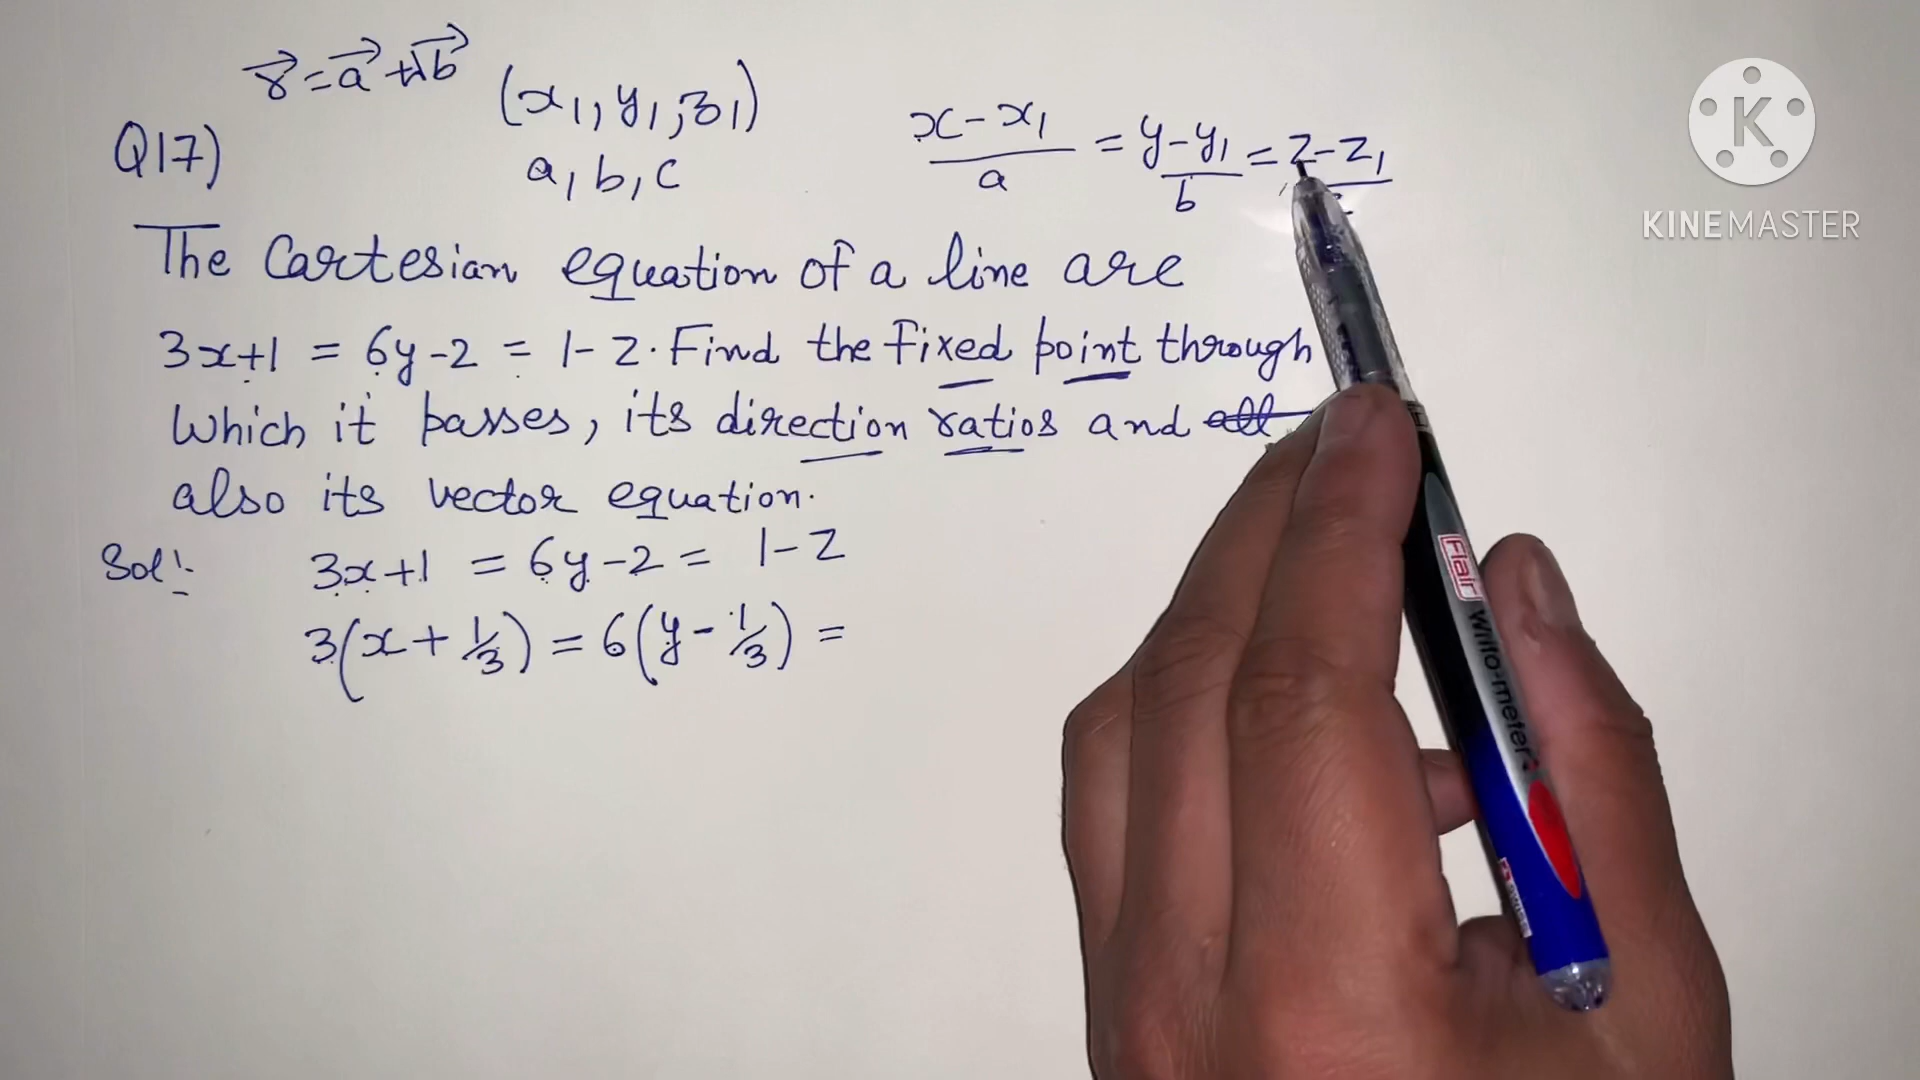 r⃗ = a⃗ + λb⃗
(x₁, y₁, z₁)
a, b, c
(x - x₁)/a = (y - y₁)/b = (z - z₁)/
Q17)
The Cartesian equation of a line are
3x+1 = 6y-2 = 1-z. Find the fixed point through
which it passes, its direction ratios and all
also its vector equation.
Sol!:- 3x+1 = 6y-2 = 1-z
3(x + 1/3) = 6(y - 1/3) =
K
KINEMASTER
Flair
Writo-meter